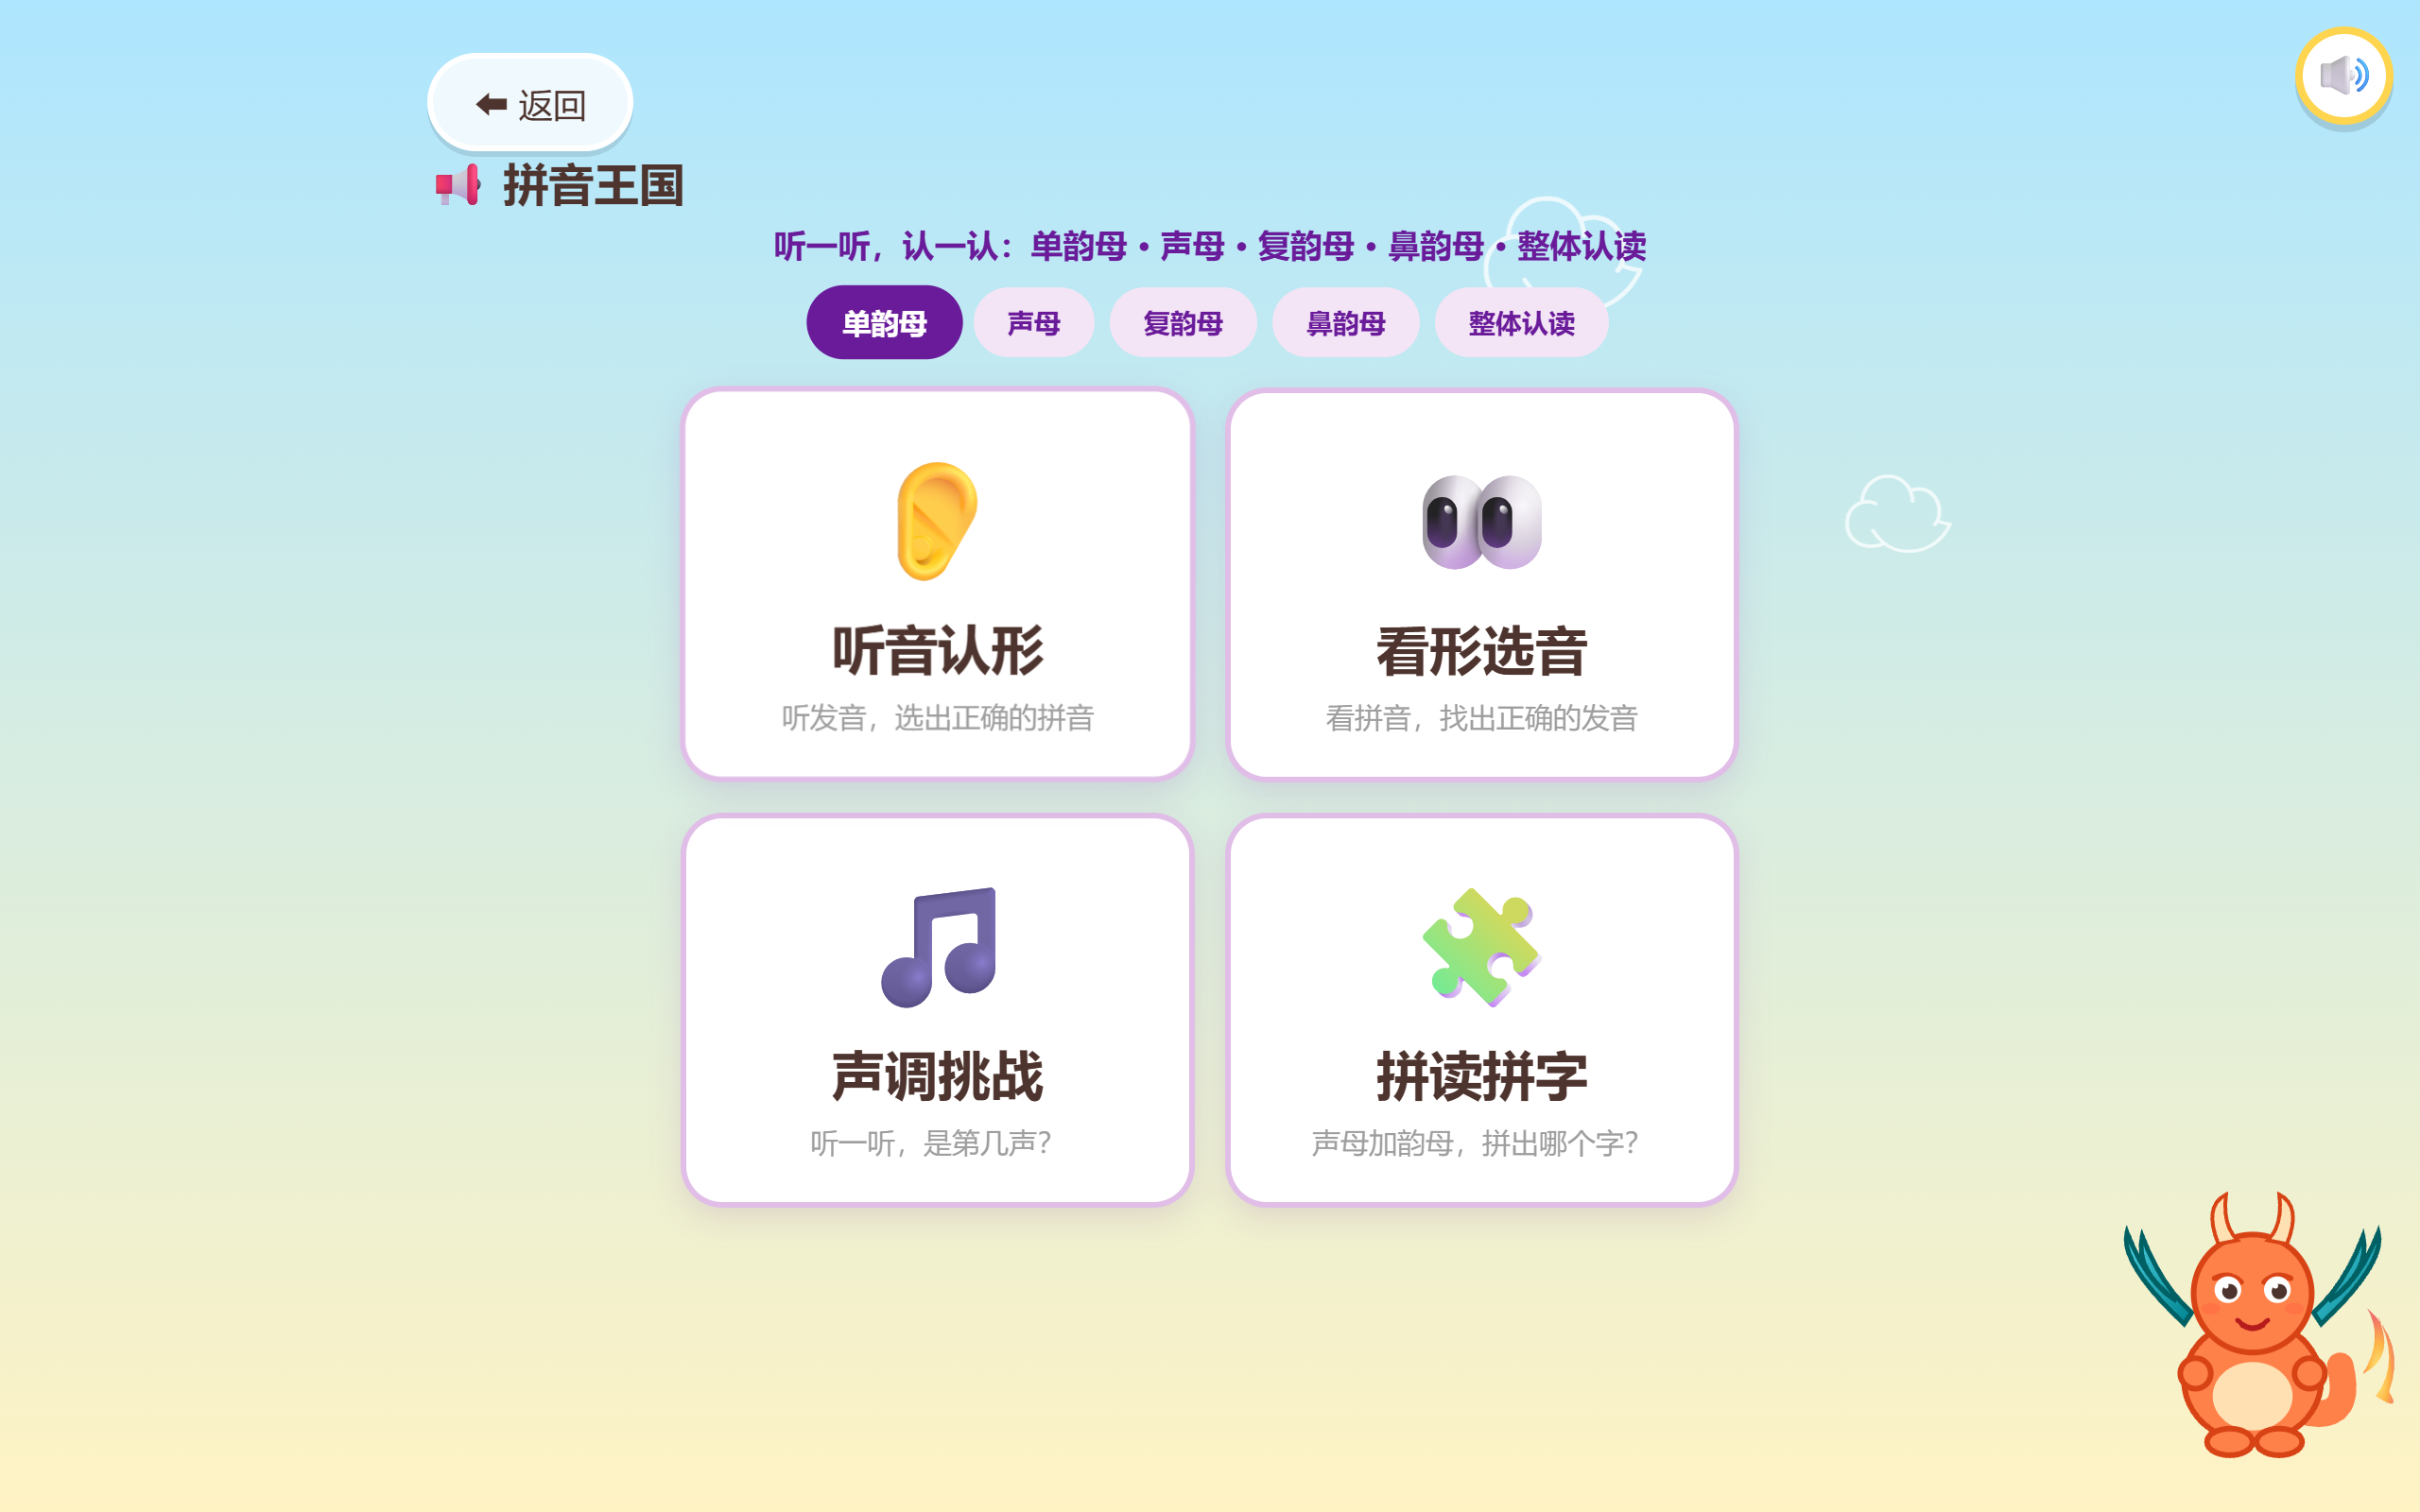 返回
拼音王国
听一听，认一认：单韵母·声母·复韵母·鼻韵母·整体认读
单韵母 声母 复韵母 鼻韵母 整体认读
听音认形
听发音，选出正确的拼音
看形选音
看拼音，找出正确的发音
声调挑战
听一听，是第几声？
拼读拼字
声母加韵母，拼出哪个字？